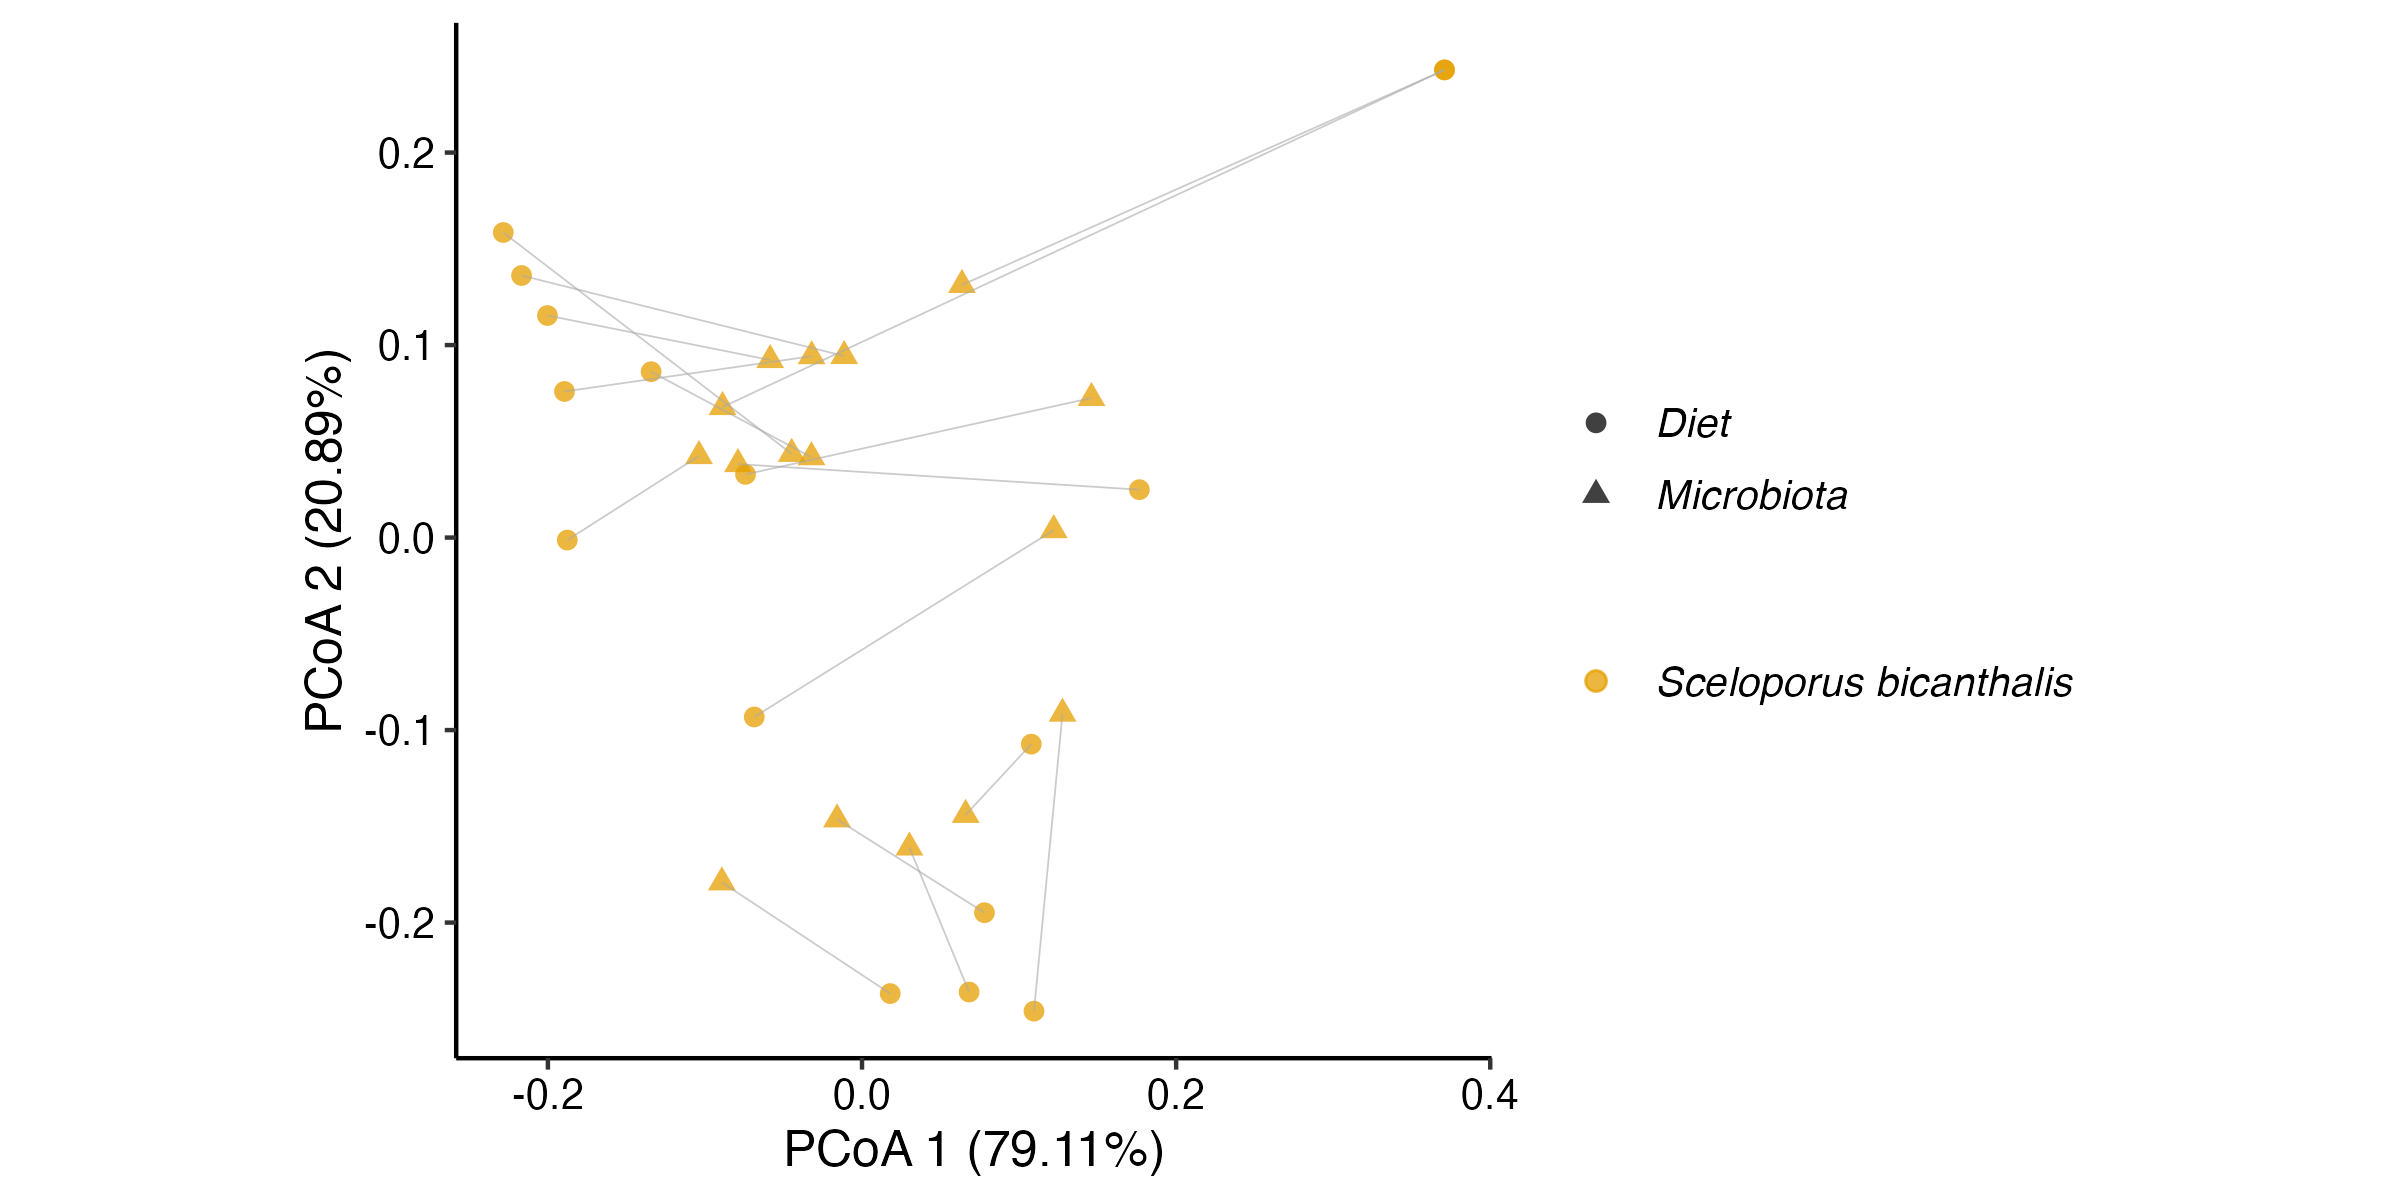 0.2
0.1
0.0
-0.1
-0.2
PCoA 2 (20.89%)
-0.2 0.0 0.2 0.4
PCoA 1 (79.11%)
Diet
Microbiota
Sceloporus bicanthalis